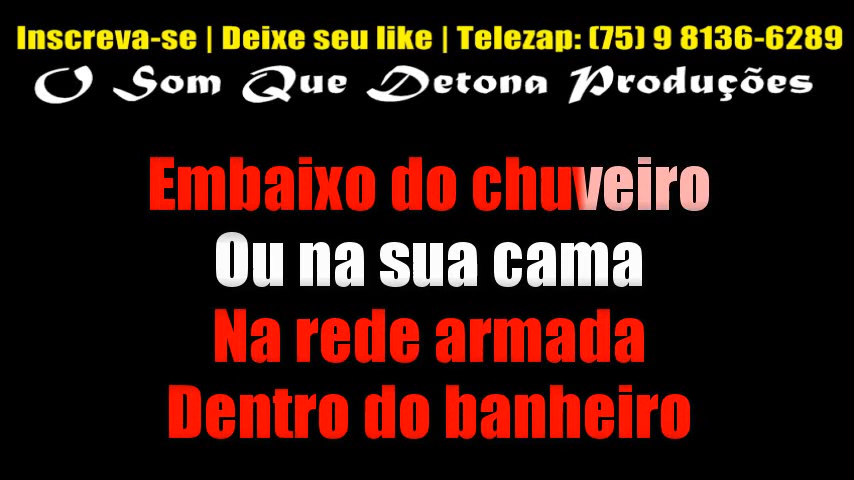 Inscreva-se | Deixe seu like | Telezap: (75) 9 8136-6289
O Som Que Detona Produções
Embaixo do chuveiro
Ou na sua cama
Na rede armada
Dentro do banheiro